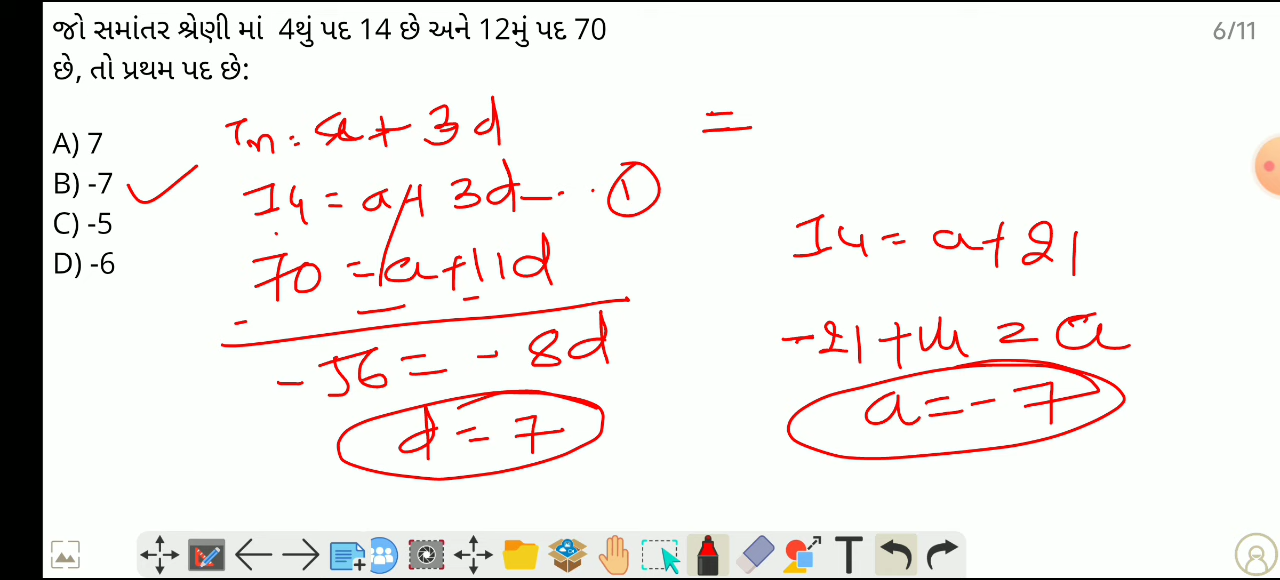 જો સમાંતર શ્રેણી માં 4થું પદ 14 છે અને 12મું પદ 70
છે, તો પ્રથમ પદ છે:
6/11
A) 7
B) -7
C) -5
D) -6
Tn = a + 3d
14 = a + 3d - . . ①
70 = a + 11d
- 56 = - 8d
d = 7
=
14 = a + 21
-21 + 14 = a
a = - 7
T